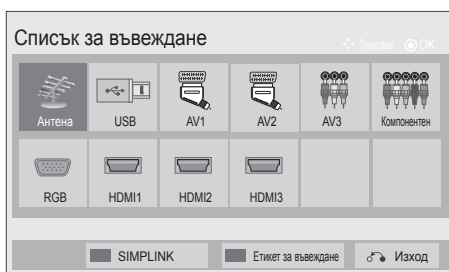 Списък за въвеждане
Преместване OK
Антена USB AV1 AV2 AV3 Компонентен
RGB HDMI1 HDMI2 HDMI3
SIMPLINK Етикет за въвеждане Изход